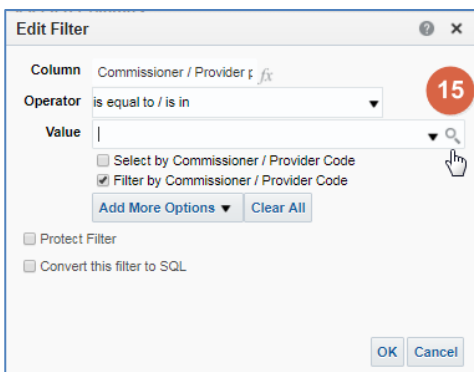 Edit Filter
Column Commissioner / Provider p fx
Operator is equal to / is in
15
Value
Select by Commissioner / Provider Code
Filter by Commissioner / Provider Code
Add More Options Clear All
Protect Filter
Convert this filter to SQL
OK Cancel